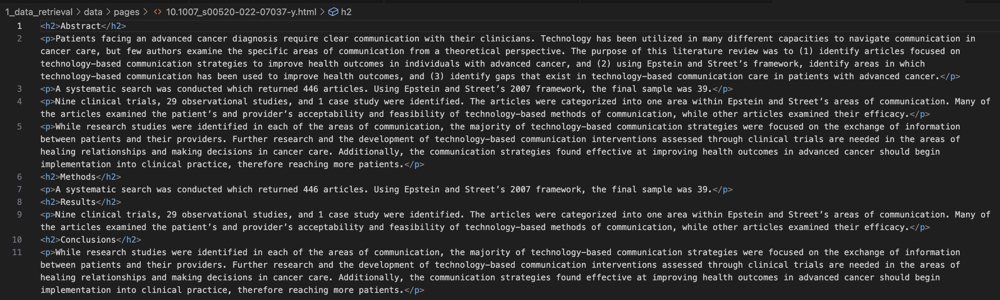 1_data_retrieval > data > pages > <> 10.1007_s00520-022-07037-y.html > h2
1 <h2>Abstract</h2>
2 <p>Patients facing an advanced cancer diagnosis require clear communication with their clinicians. Technology has been utilized in many different capacities to navigate communication in
cancer care, but few authors examine the specific areas of communication from a theoretical perspective. The purpose of this literature review was to (1) identify articles focused on
technology-based communication strategies to improve health outcomes in individuals with advanced cancer, and (2) using Epstein and Street’s framework, identify areas in which
technology-based communication has been used to improve health outcomes, and (3) identify gaps that exist in technology-based communication care in patients with advanced cancer.</p>
3 <p>A systematic search was conducted which returned 446 articles. Using Epstein and Street’s 2007 framework, the final sample was 39.</p>
4 <p>Nine clinical trials, 29 observational studies, and 1 case study were identified. The articles were categorized into one area within Epstein and Street’s areas of communication. Many of
the articles examined the patient’s and provider’s acceptability and feasibility of technology-based methods of communication, while other articles examined their efficacy.</p>
5 <p>While research studies were identified in each of the areas of communication, the majority of technology-based communication strategies were focused on the exchange of information
between patients and their providers. Further research and the development of technology-based communication interventions assessed through clinical trials are needed in the areas of
healing relationships and making decisions in cancer care. Additionally, the communication strategies found effective at improving health outcomes in advanced cancer should begin
implementation into clinical practice, therefore reaching more patients.</p>
6 <h2>Methods</h2>
7 <p>A systematic search was conducted which returned 446 articles. Using Epstein and Street’s 2007 framework, the final sample was 39.</p>
8 <h2>Results</h2>
9 <p>Nine clinical trials, 29 observational studies, and 1 case study were identified. The articles were categorized into one area within Epstein and Street’s areas of communication. Many of
the articles examined the patient’s and provider’s acceptability and feasibility of technology-based methods of communication, while other articles examined their efficacy.</p>
10 <h2>Conclusions</h2>
11 <p>While research studies were identified in each of the areas of communication, the majority of technology-based communication strategies were focused on the exchange of information
between patients and their providers. Further research and the development of technology-based communication interventions assessed through clinical trials are needed in the areas of
healing relationships and making decisions in cancer care. Additionally, the communication strategies found effective at improving health outcomes in advanced cancer should begin
implementation into clinical practice, therefore reaching more patients.</p>